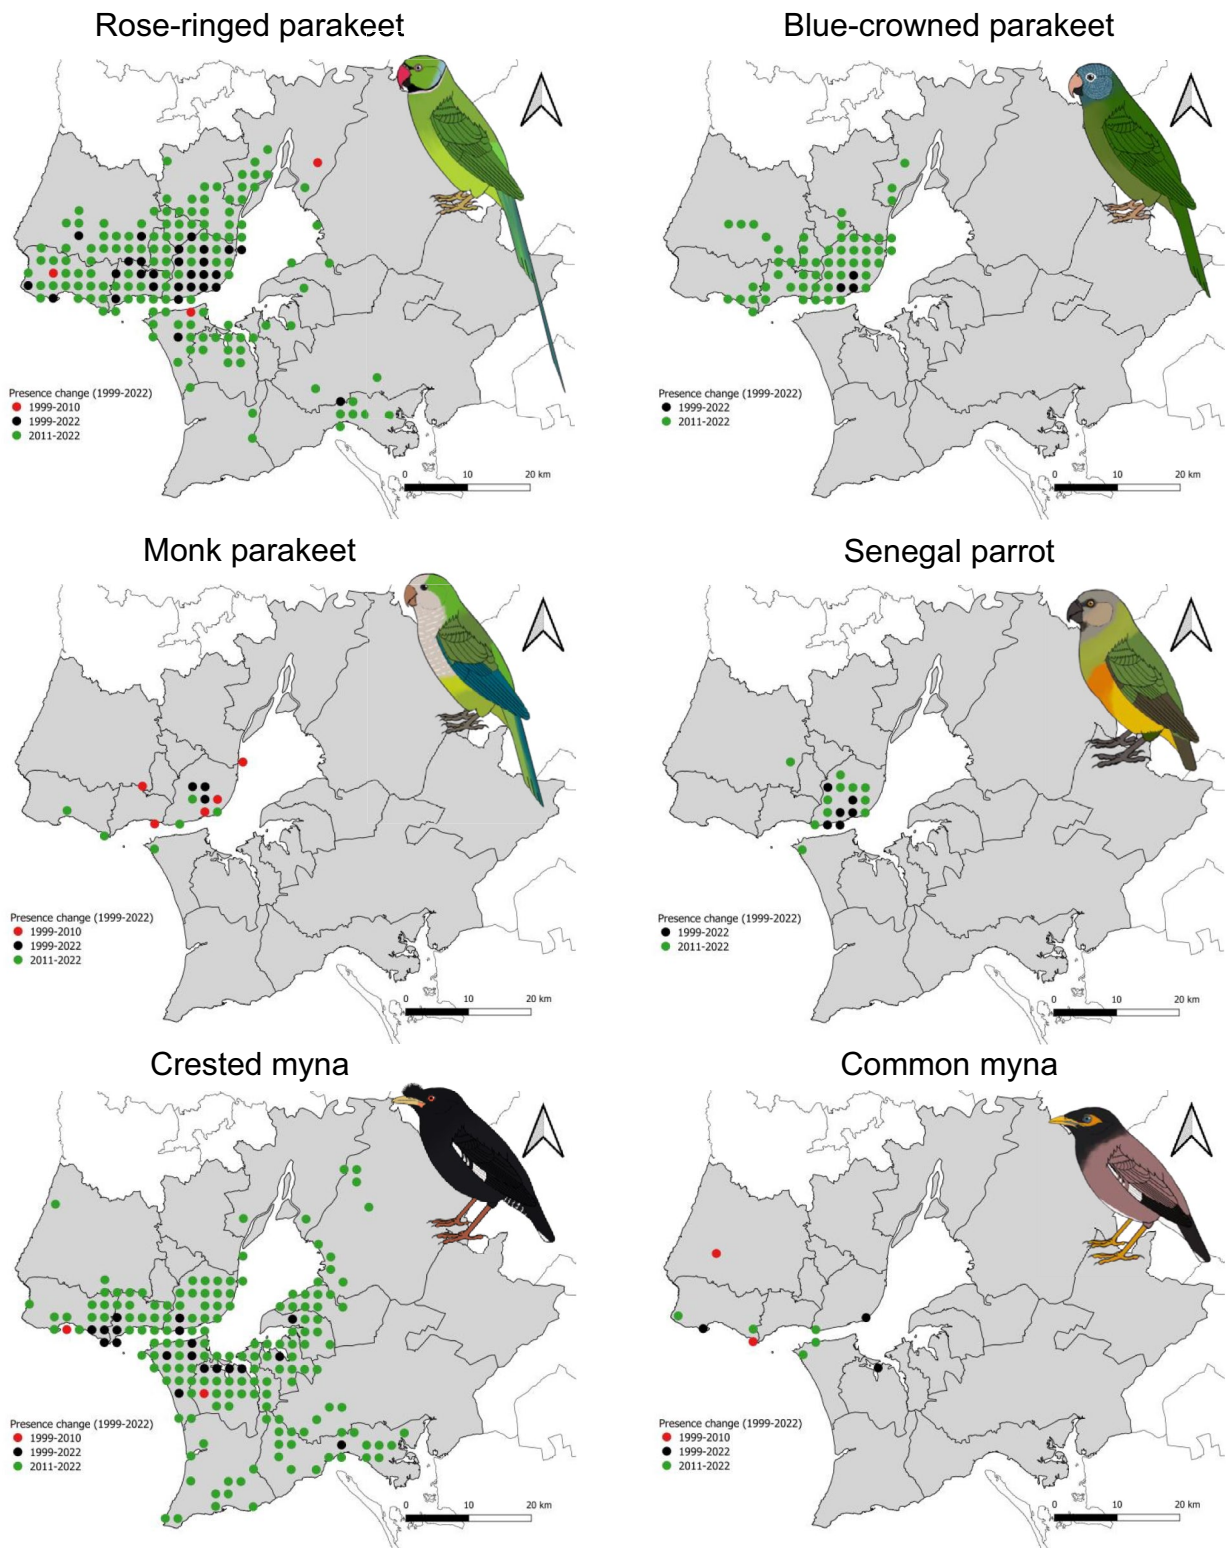 Rose-ringed parakeet
Presence change (1999-2022)
1999-2010
1999-2022
2011-2022
0 10 20 km
Blue-crowned parakeet
Presence change (1999-2022)
1999-2022
2011-2022
0 10 20 km
Monk parakeet
Presence change (1999-2022)
1999-2010
1999-2022
2011-2022
0 10 20 km
Senegal parrot
Presence change (1999-2022)
1999-2022
2011-2022
0 10 20 km
Crested myna
Presence change (1999-2022)
1999-2010
1999-2022
2011-2022
0 10 20 km
Common myna
Presence change (1999-2022)
1999-2010
1999-2022
2011-2022
0 10 20 km